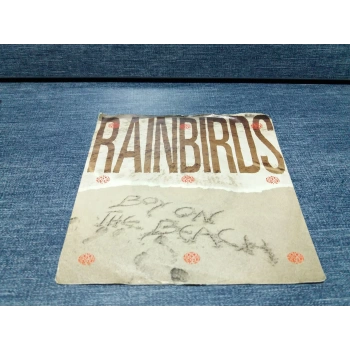 RAINBIRDS
BOY ON
THE BEACH